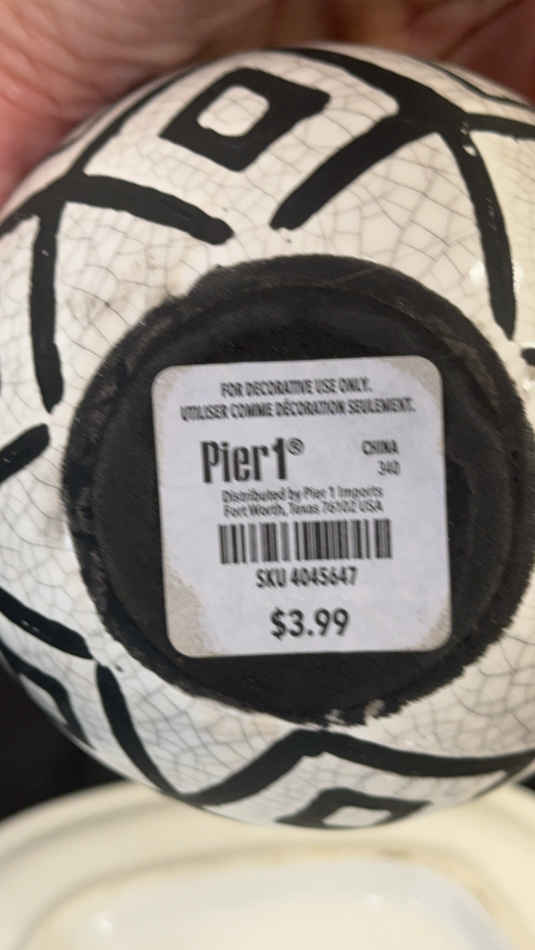 FOR DECORATIVE USE ONLY.
UTILISER COMME DÉCORATION SEULEMENT.
Pier1® CHINA
340
Distributed by Pier 1 Imports
Fort Worth, Texas 76102 USA
SKU 4045647
$3.99